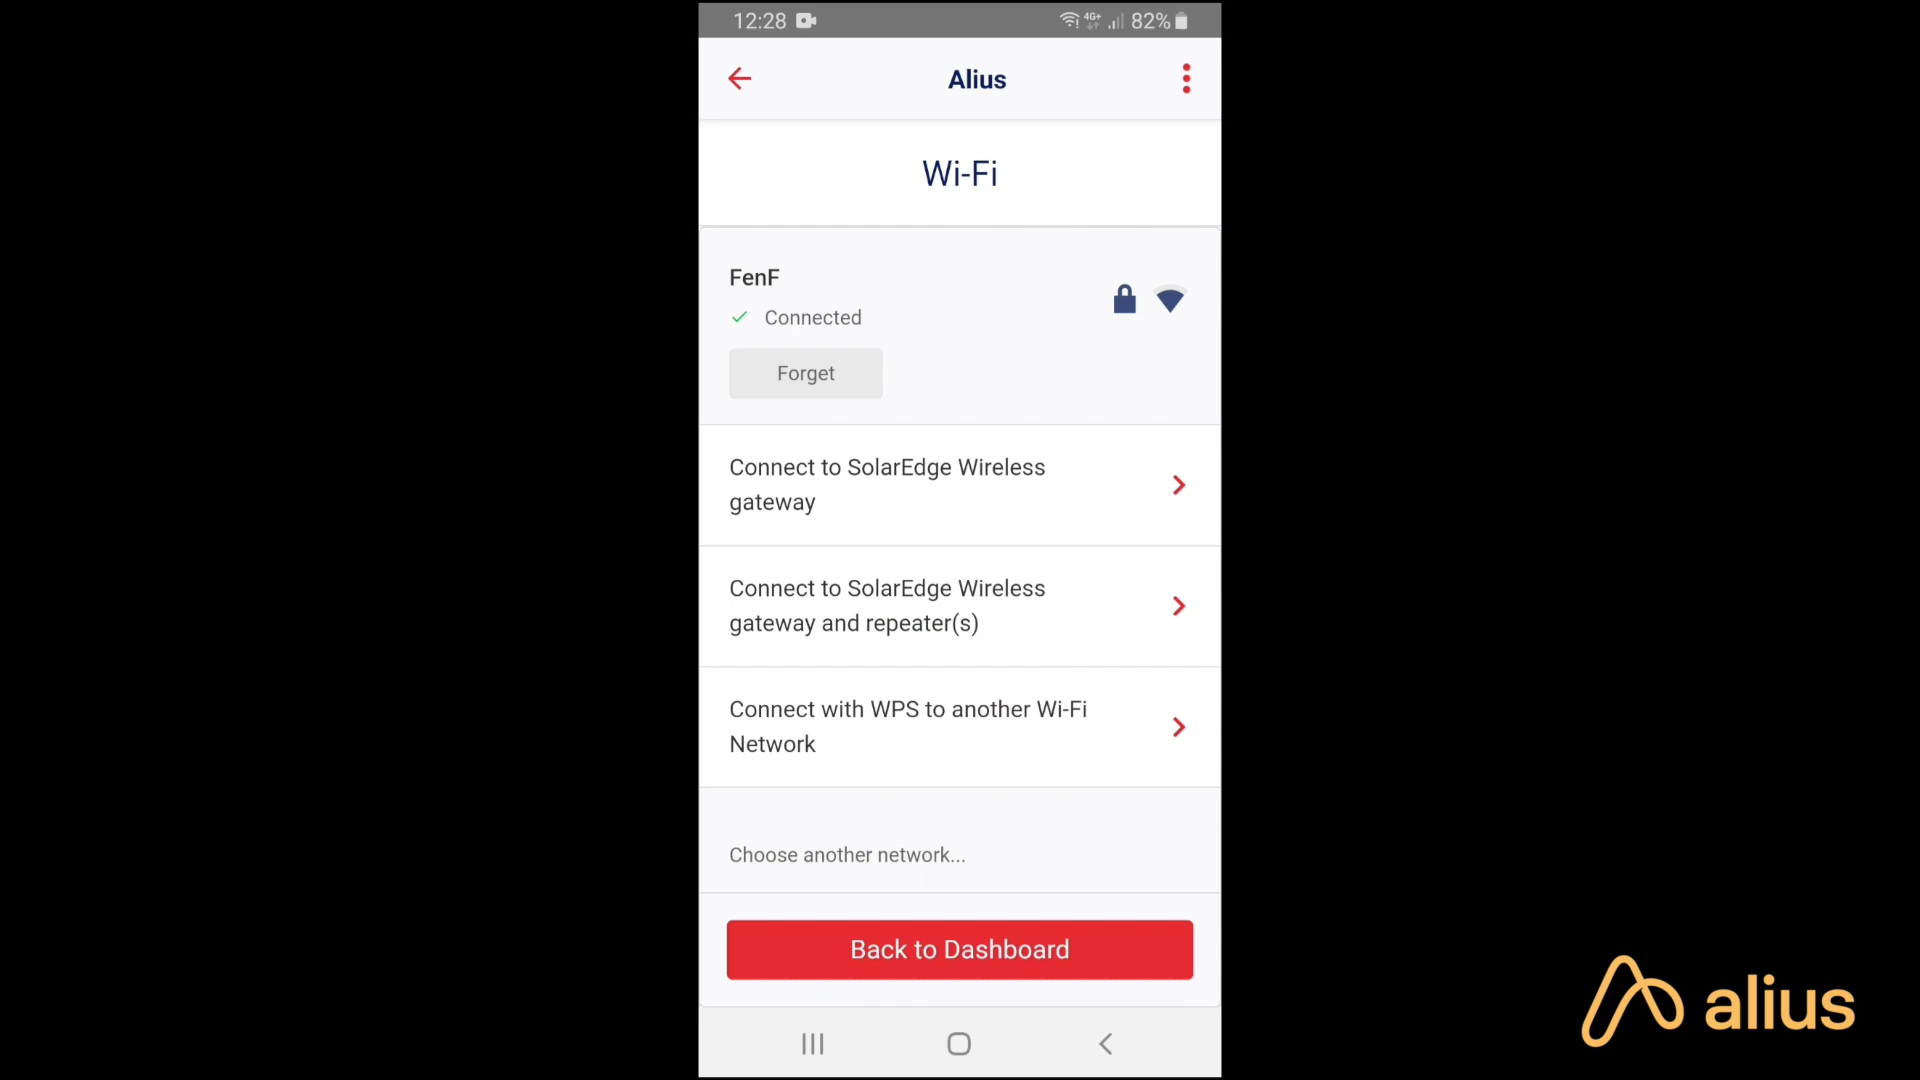 12:28 4G+ 82%
Alius
Wi-Fi
FenF
Connected
Forget
Connect to SolarEdge Wireless
gateway
Connect to SolarEdge Wireless
gateway and repeater(s)
Connect with WPS to another Wi-Fi
Network
Choose another network...
Back to Dashboard
alius